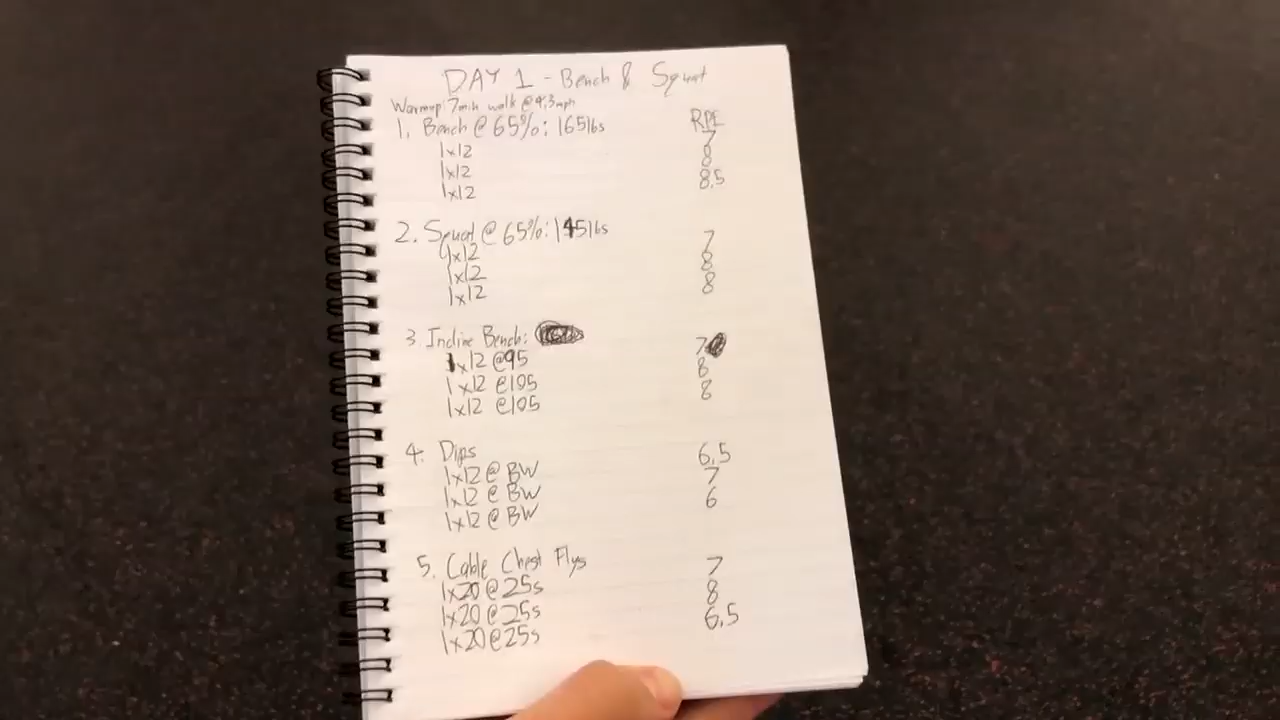 DAY 1 - Bench & Squat
Warmup: 7min walk @ 4.3mph
RPE
1. Bench @ 65%: 165lbs
1x12 7
1x12 8
1x12 8.5
2. Squat @ 65%: 145lbs
1x12 7
1x12 8
1x12 8
3. Incline Bench:
1x12 @95 7
1x12 @105 8
1x12 @105 8
4. Dips
1x12 @ BW 6.5
1x12 @ BW 7
1x12 @ BW 6
5. Cable Chest Flys
1x20 @ 25s 7
1x20 @ 25s 8
1x20 @ 25s 6.5